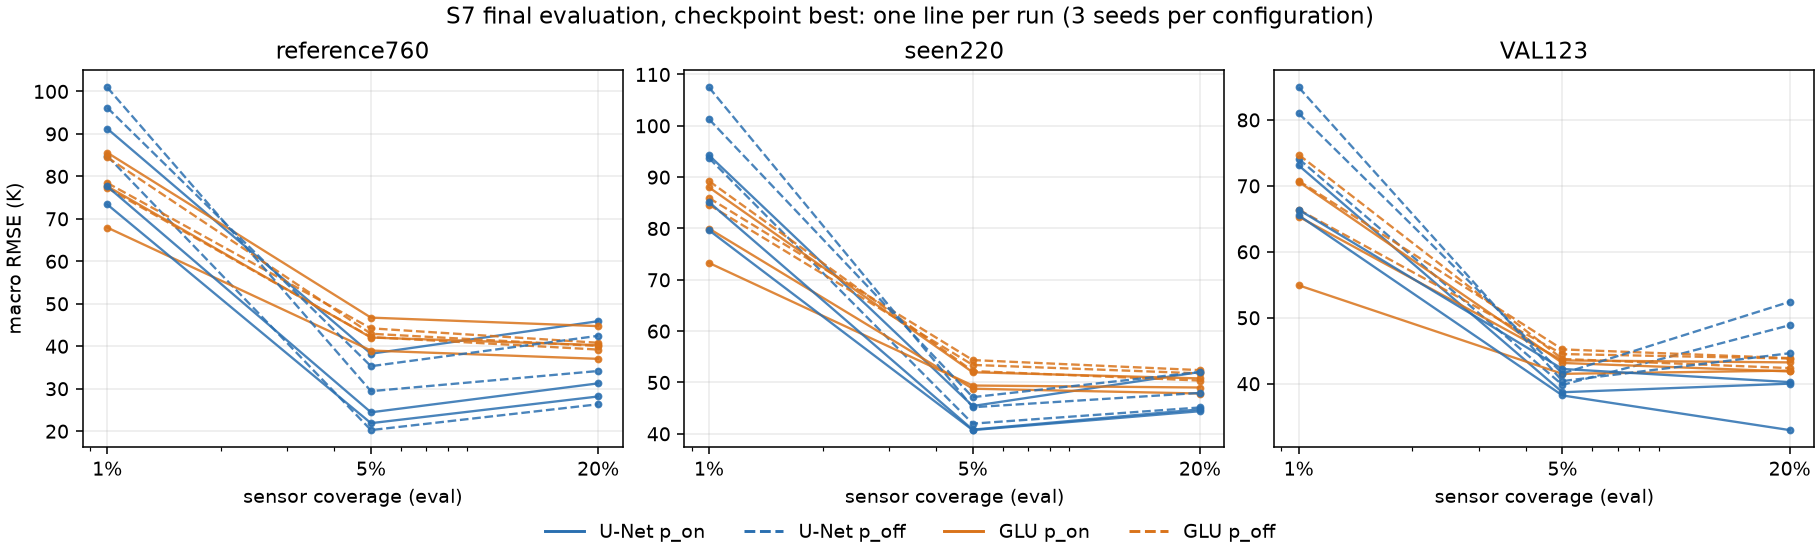 S7 final evaluation, checkpoint best: one line per run (3 seeds per configuration)
reference760
seen220
VAL123
macro RMSE (K)
100
90
80
70
60
50
40
30
20
1%
5%
20%
sensor coverage (eval)
110
100
90
80
70
60
50
40
1%
5%
20%
sensor coverage (eval)
80
70
60
50
40
1%
5%
20%
sensor coverage (eval)
U-Net p_on
U-Net p_off
GLU p_on
GLU p_off